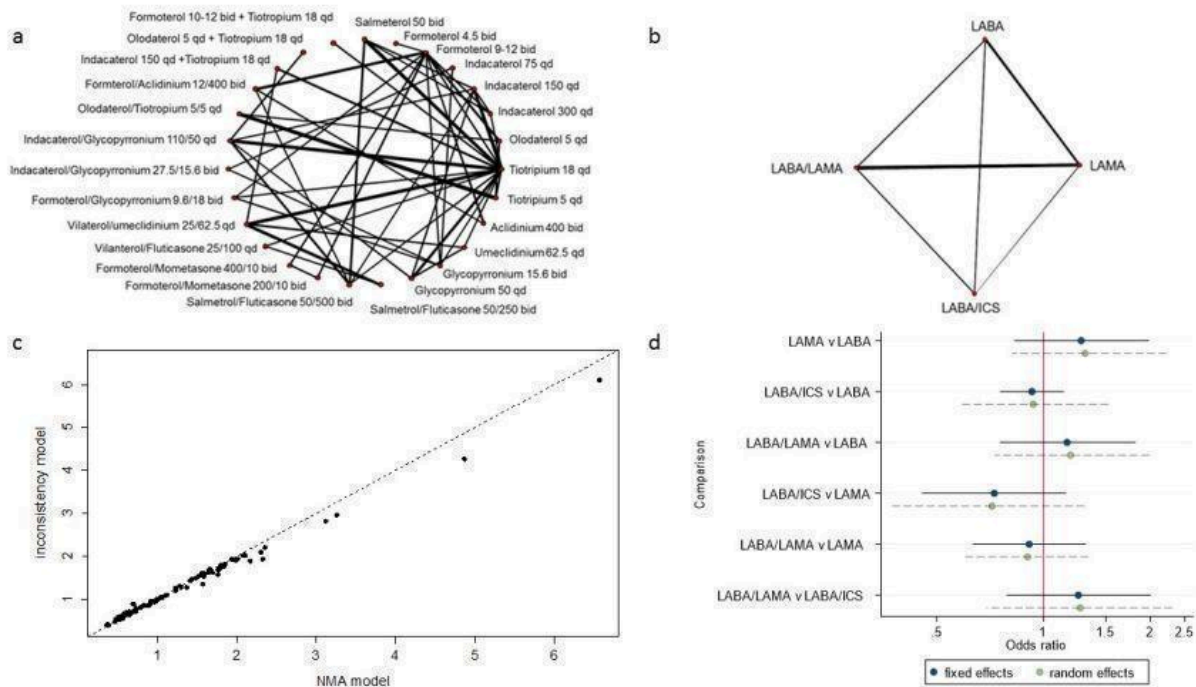 a
Formoterol 10-12 bid + Tiotropium 18 qd
Olodaterol 5 qd + Tiotropium 18 qd
Indacaterol 150 qd +Tiotropium 18 qd
Formterol/Aclidinium 12/400 bid
Olodaterol/Tiotropium 5/5 qd
Indacaterol/Glycopyrronium 110/50 qd
Indacaterol/Glycopyrronium 27.5/15.6 bid
Formoterol/Glycopyrronium 9.6/18 bid
Vilaterol/umeclidinium 25/62.5 qd
Vilanterol/Fluticasone 25/100 qd
Formoterol/Mometasone 400/10 bid
Formoterol/Mometasone 200/10 bid
Salmetrol/Fluticasone 50/500 bid
Salmeterol 50 bid
Formoterol 4.5 bid
Formoterol 9-12 bid
Indacaterol 75 qd
Indacaterol 150 qd
Indacaterol 300 qd
Olodaterol 5 qd
Tiotripium 18 qd
Tiotripium 5 qd
Aclidinium 400 bid
Umeclidinium 62.5 qd
Glycopyrronium 15.6 bid
Glycopyrronium 50 qd
Salmetrol/Fluticasone 50/250 bid
b
LABA
LABA/LAMA
LAMA
LABA/ICS
c
inconsistency model
6
5
4
3
2
1
1 2 3 4 5 6
NMA model
d
Comparison
LAMA v LABA
LABA/ICS v LABA
LABA/LAMA v LABA
LABA/ICS v LAMA
LABA/LAMA v LAMA
LABA/LAMA v LABA/ICS
.5 1 1.5 2 2.5
Odds ratio
fixed effects random effects